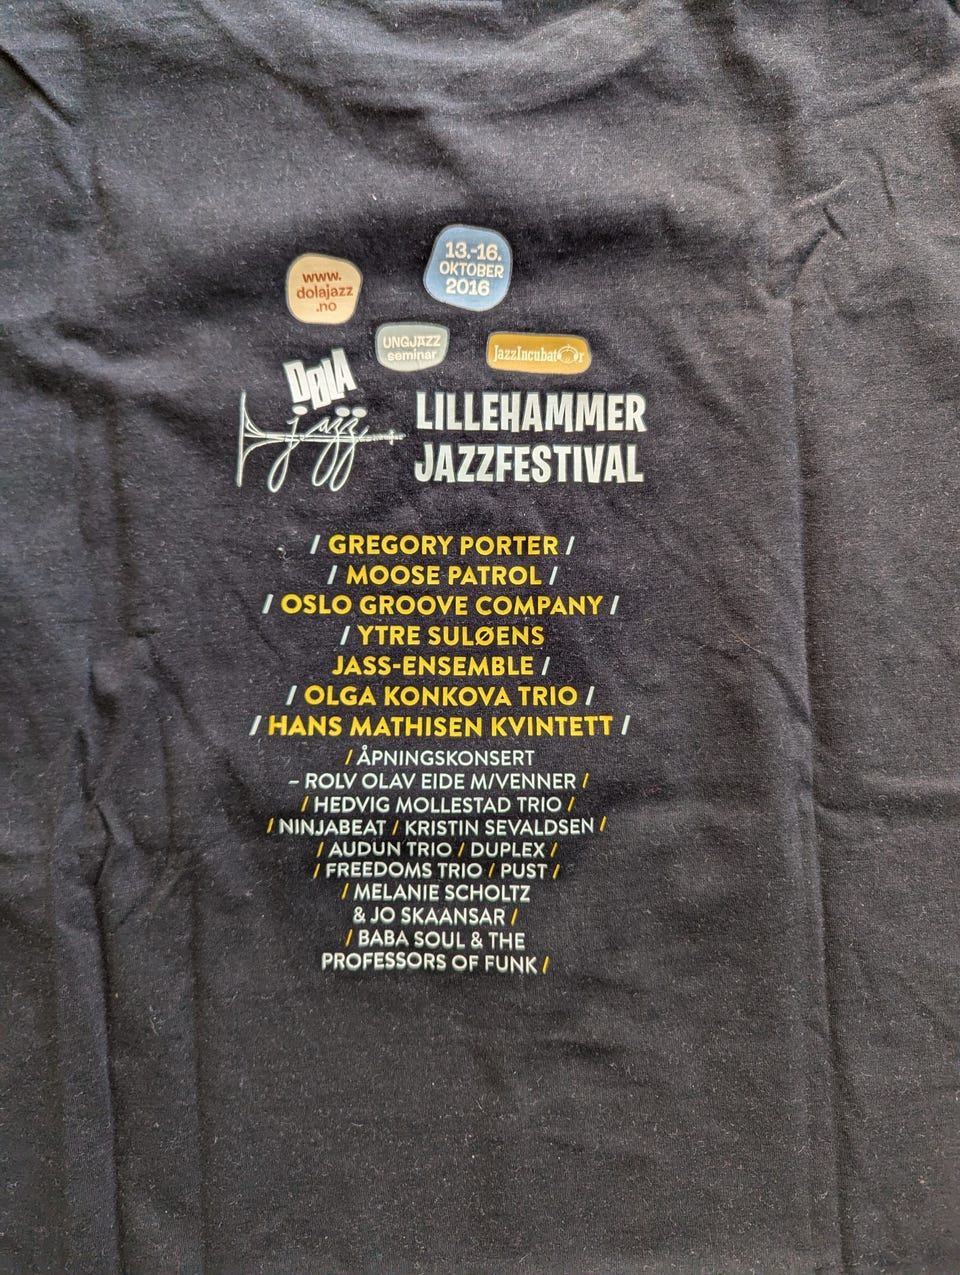 www.
dolajazz
.no
13.-16.
OKTOBER
2016
UNGJAZZ
seminar
JazzIncubator
DØLA
jazz
LILLEHAMMER
JAZZFESTIVAL
/ GREGORY PORTER /
/ MOOSE PATROL /
/ OSLO GROOVE COMPANY /
/ YTRE SULØENS
JASS-ENSEMBLE /
/ OLGA KONKOVA TRIO /
/ HANS MATHISEN KVINTETT /
/ ÅPNINGSKONSERT
– ROLV OLAV EIDE M/VENNER /
/ HEDVIG MOLLESTAD TRIO /
/ NINJABEAT / KRISTIN SEVALDSEN /
/ AUDUN TRIO / DUPLEX /
/ FREEDOMS TRIO / PUST /
/ MELANIE SCHOLTZ
& JO SKAANSAR /
/ BABA SOUL & THE
PROFESSORS OF FUNK /